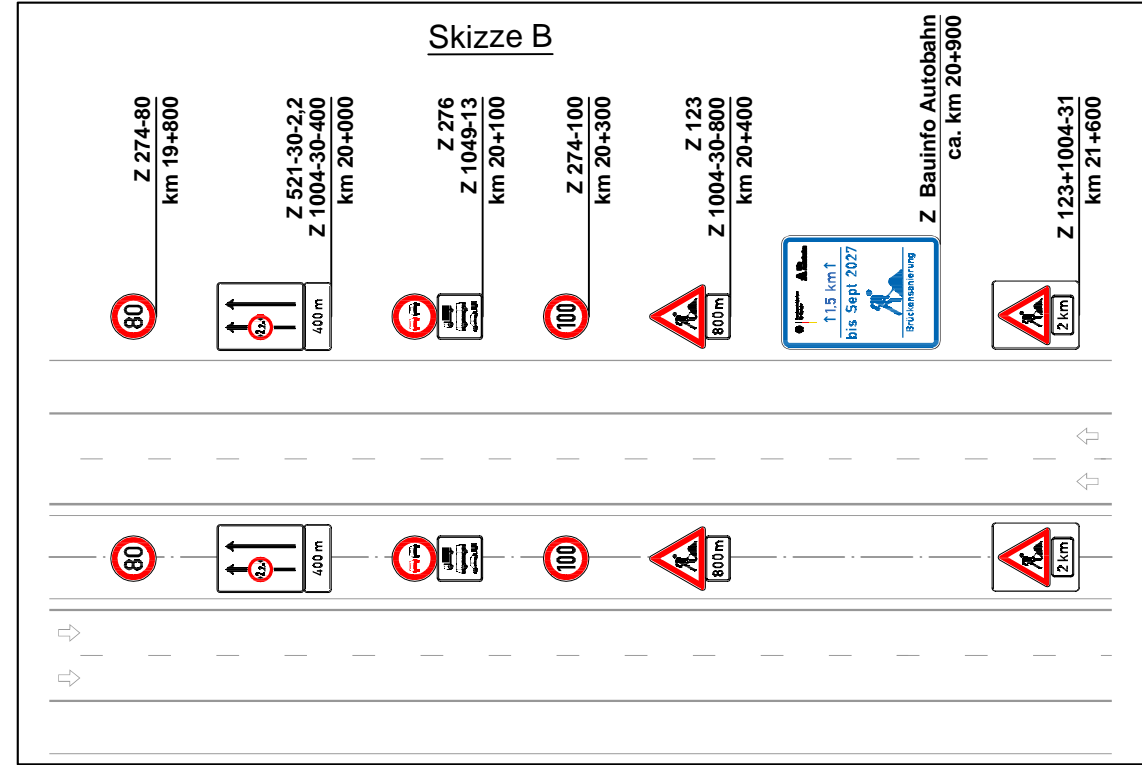 Skizze B
Z 274-80
km 19+800
Z 521-30-2,2
Z 1004-30-400
km 20+000
Z 276
Z 1049-13
km 20+100
Z 274-100
km 20+300
Z 123
Z 1004-30-800
km 20+400
Z Bauinfo Autobahn
ca. km 20+900
Z 123+1004-31
km 21+600
80
400 m
100
800 m
↑1.5 km↑
bis Sept 2027
Brückensanierung
2 km
80
400 m
100
800 m
2 km